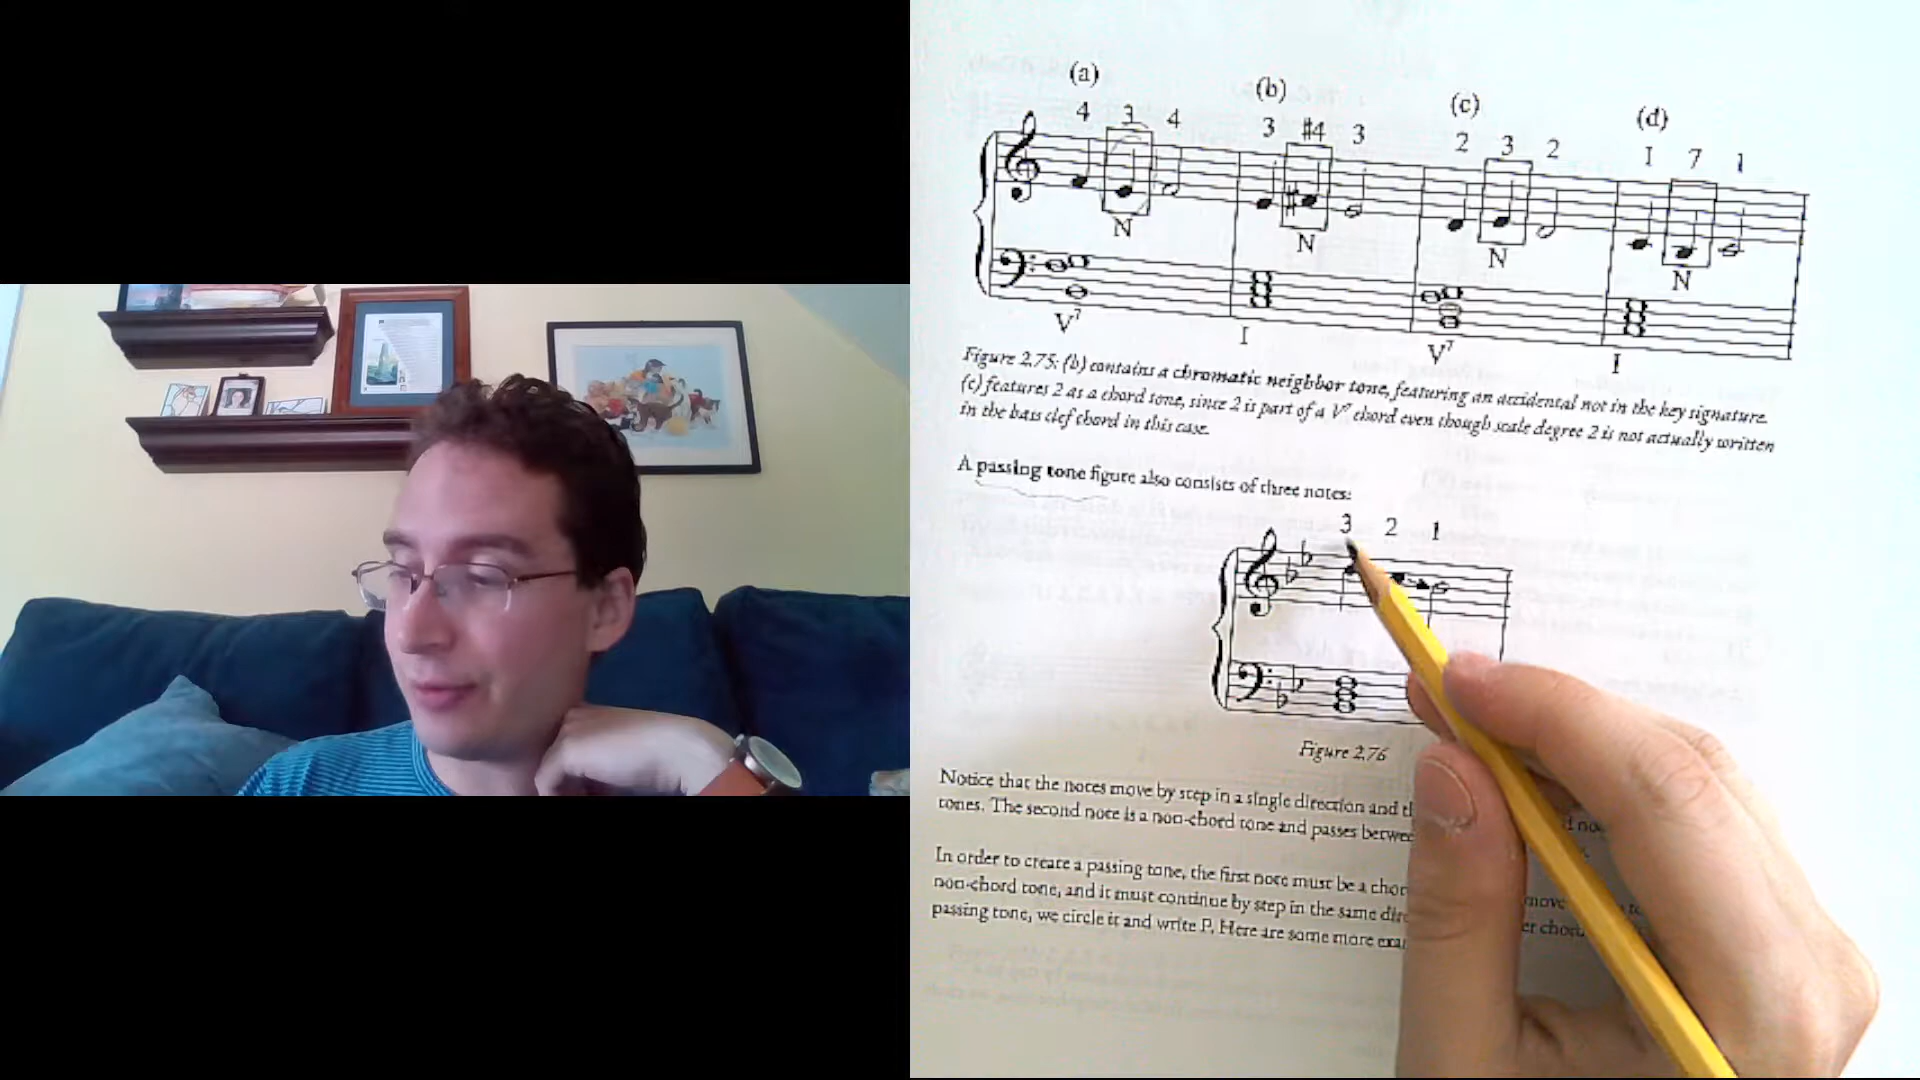 (a) (b) (c) (d)
4 3 4 3 #4 3 2 3 2 1 7 1
N N N N
V7 I V7 I
Figure 2.75: (b) contains a chromatic neighbor tone, featuring an accidental not in the key signature.
(c) features 2 as a chord tone, since 2 is part of a V7 chord even though scale degree 2 is not actually written
in the bass clef chord in this case.
A passing tone figure also consists of three notes:
3 2 1
Figure 2.76
Notice that the notes move by step in a single direction and
tones. The second note is a non-chord tone and passes
In order to create a passing tone, the first note must be a move
non-chord tone, and it must continue by step in the same
passing tone, we circle it and write P. Here are some more